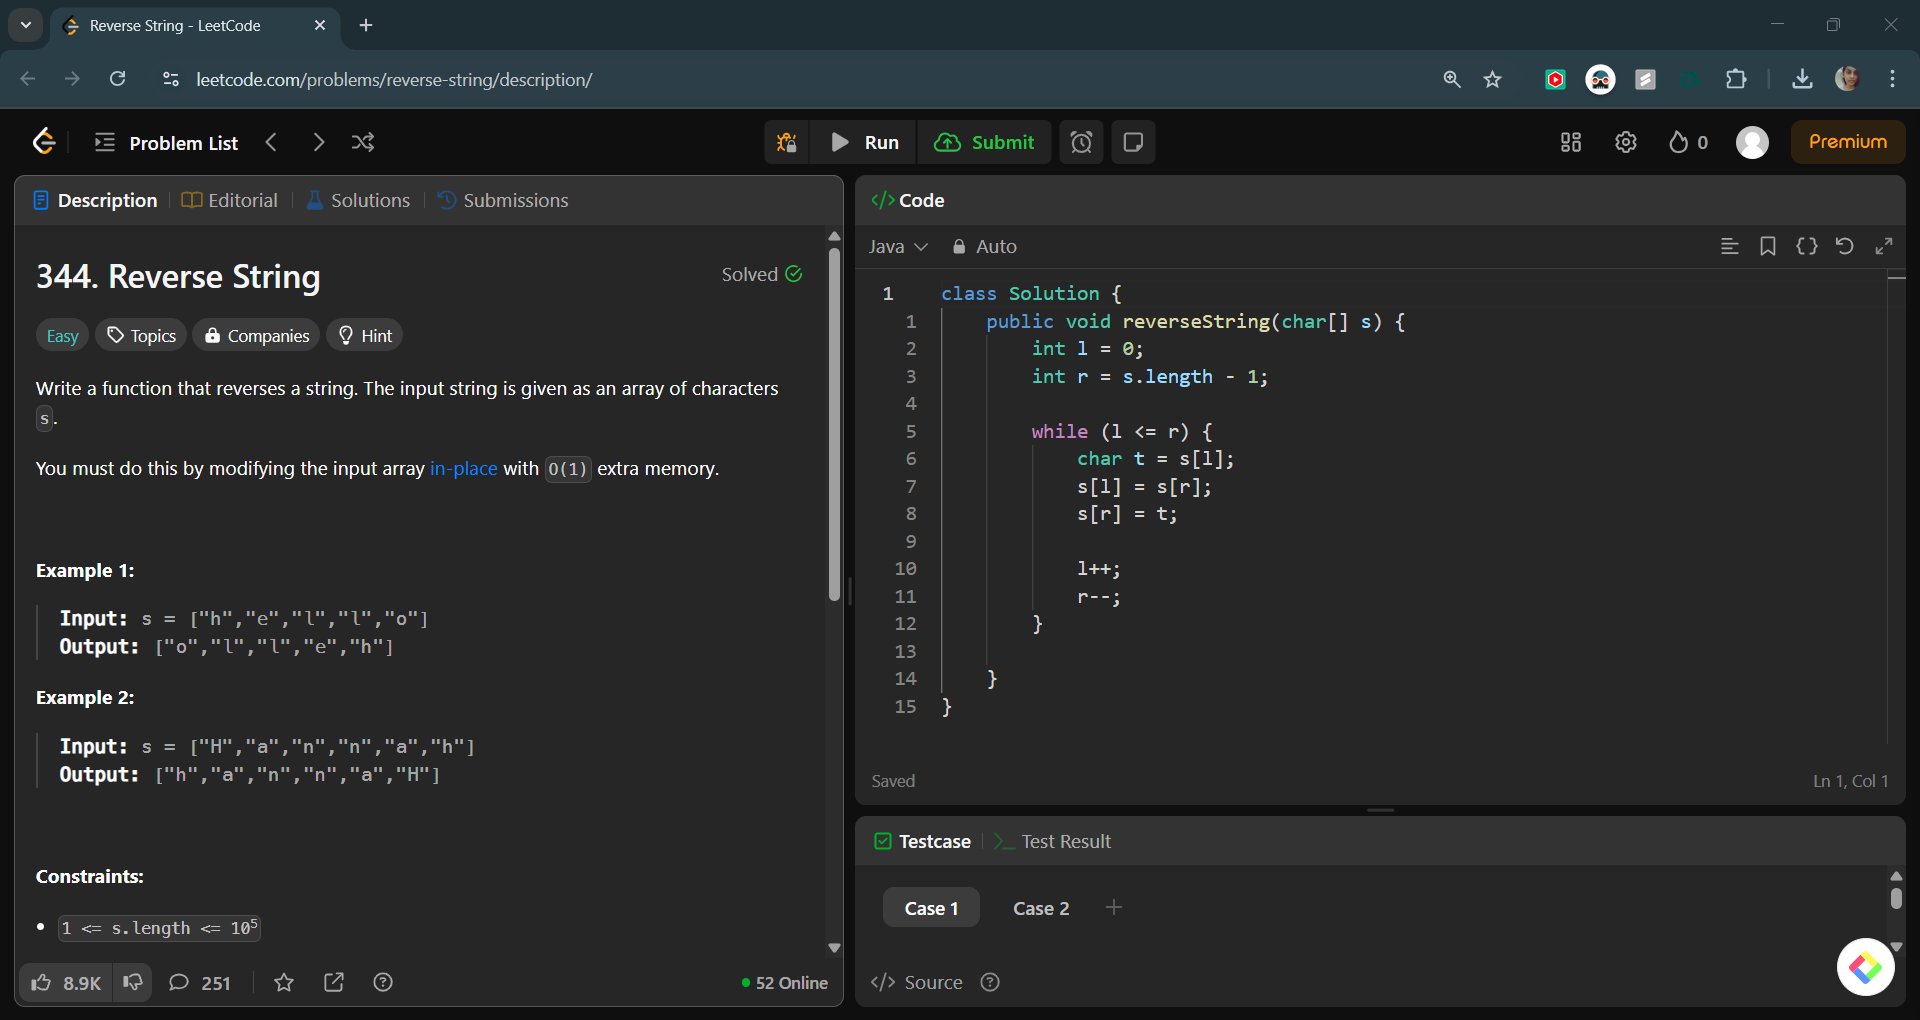 Reverse String - LeetCode
leetcode.com/problems/reverse-string/description/
Problem List
Run
Submit
0
Premium
Description
Editorial
Solutions
Submissions
344. Reverse String
Solved
Easy
Topics
Companies
Hint
Write a function that reverses a string. The input string is given as an array of characters
s.
You must do this by modifying the input array in-place with O(1) extra memory.
Example 1:
Input: s = ["h","e","l","l","o"]
Output: ["o","l","l","e","h"]
Example 2:
Input: s = ["H","a","n","n","a","h"]
Output: ["h","a","n","n","a","H"]
Constraints:
1 <= s.length <= 10⁵
8.9K
251
52 Online
</> Code
Java
Auto
1 class Solution {
1 public void reverseString(char[] s) {
2 int l = 0;
3 int r = s.length - 1;
4
5 while (l <= r) {
6 char t = s[l];
7 s[l] = s[r];
8 s[r] = t;
9
10 l++;
11 r--;
12 }
13
14 }
15 }
Saved
Ln 1, Col 1
Testcase
Test Result
Case 1
Case 2
</> Source